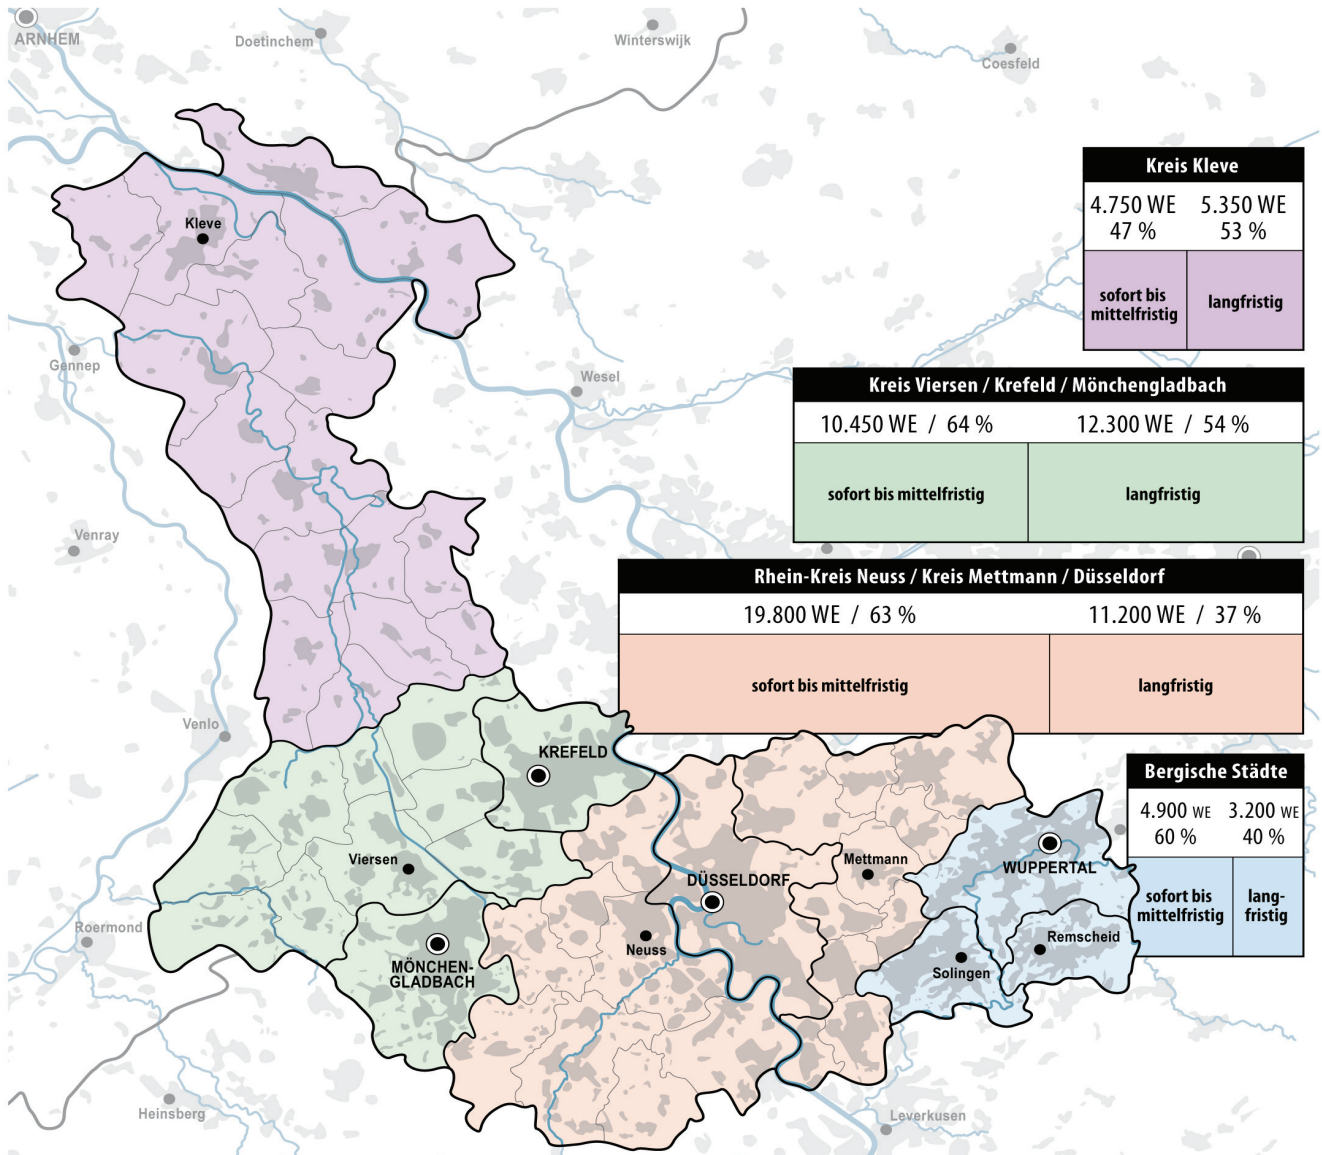 ARNHEM
Doetinchem
Winterswijk
Coesfeld
Kreis Kleve
4.750 WE 5.350 WE
47 % 53 %
sofort bis
mittelfristig
langfristig
Kleve
Gennep
Wesel
Kreis Viersen / Krefeld / Mönchengladbach
10.450 WE / 64 % 12.300 WE / 54 %
sofort bis mittelfristig langfristig
Venray
Rhein-Kreis Neuss / Kreis Mettmann / Düsseldorf
19.800 WE / 63 % 11.200 WE / 37 %
sofort bis mittelfristig langfristig
Venlo
KREFELD
Bergische Städte
4.900 WE 3.200 WE
60 % 40 %
sofort bis
mittelfristig
lang-
fristig
Viersen
Mettmann
DÜSSELDORF
WUPPERTAL
Roermond
Neuss
Remscheid
Solingen
MÖNCHEN-
GLADBACH
Heinsberg
Leverkusen